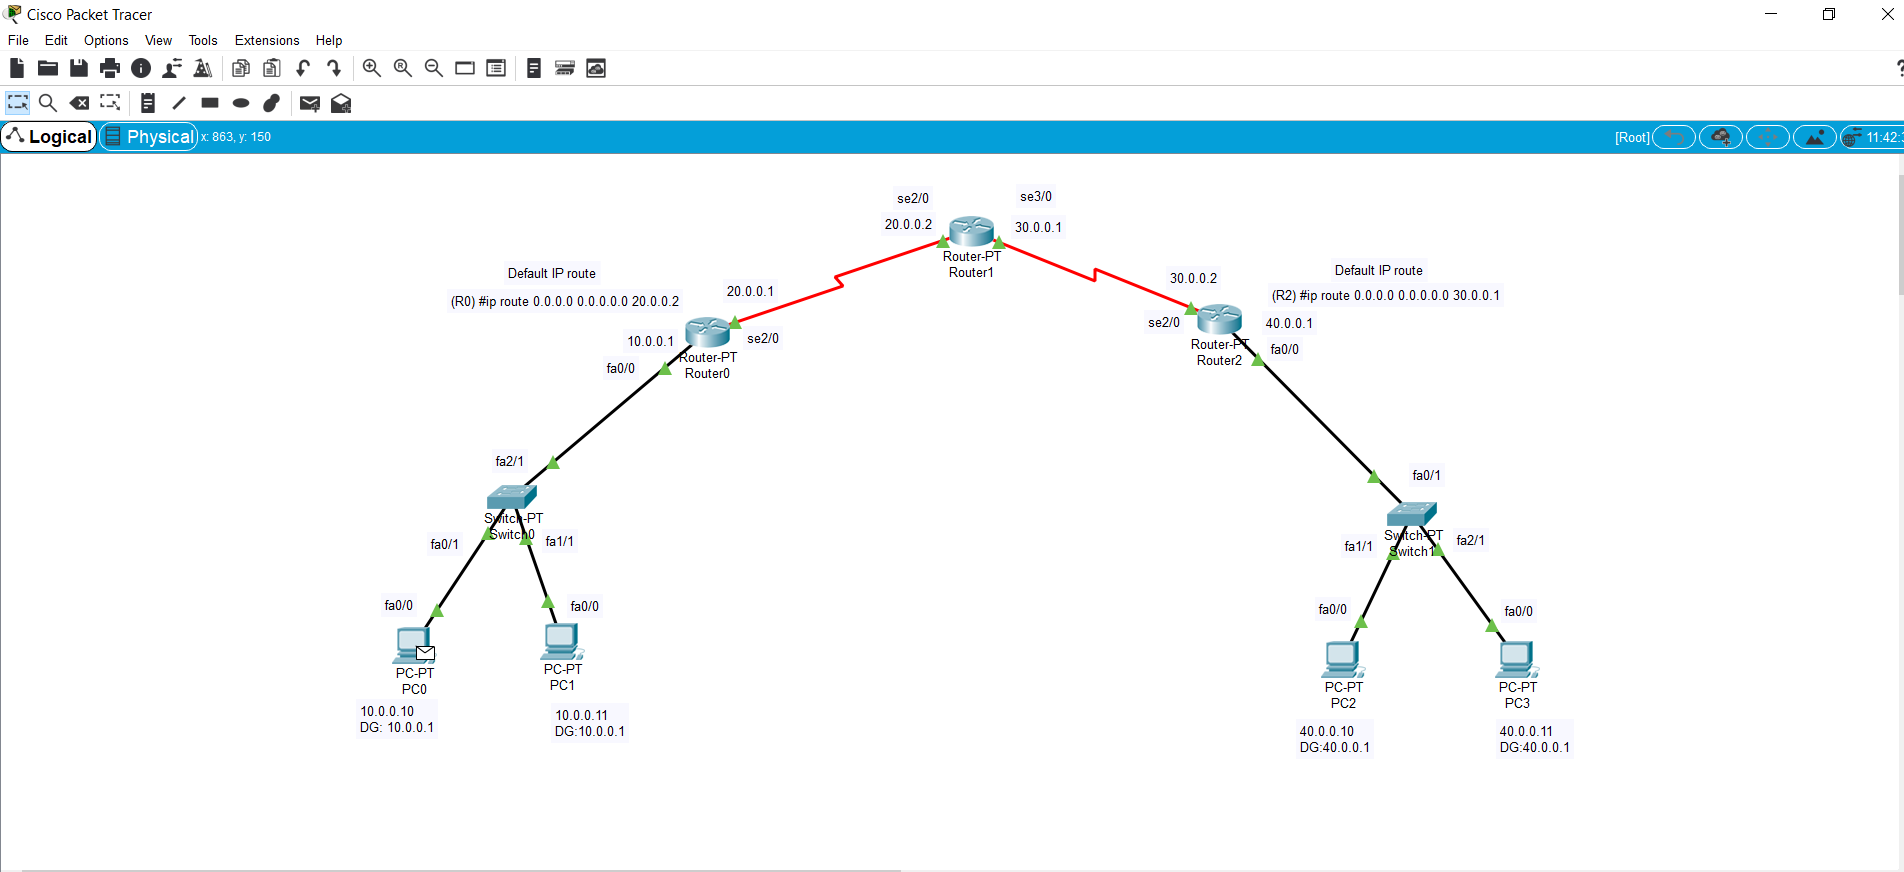 Cisco Packet Tracer
File Edit Options View Tools Extensions Help
Logical Physical x: 863, y: 150 [Root] 11:42:
se2/0
se3/0
20.0.0.2
30.0.0.1
Router-PT
Router1
Default IP route
(R0) #ip route 0.0.0.0 0.0.0.0.0 20.0.0.2
20.0.0.1
se2/0
10.0.0.1
fa0/0
Router-PT
Router0
30.0.0.2
se2/0
Default IP route
(R2) #ip route 0.0.0.0 0.0.0.0.0 30.0.0.1
40.0.0.1
fa0/0
Router-PT
Router2
fa2/1
Switch-PT
Switch0
fa0/1
fa1/1
fa0/0
fa0/0
PC-PT
PC0
10.0.0.10
DG: 10.0.0.1
PC-PT
PC1
10.0.0.11
DG:10.0.0.1
fa0/1
Switch-PT
Switch1
fa1/1
fa2/1
fa0/0
fa0/0
PC-PT
PC2
40.0.0.10
DG:40.0.0.1
PC-PT
PC3
40.0.0.11
DG:40.0.0.1